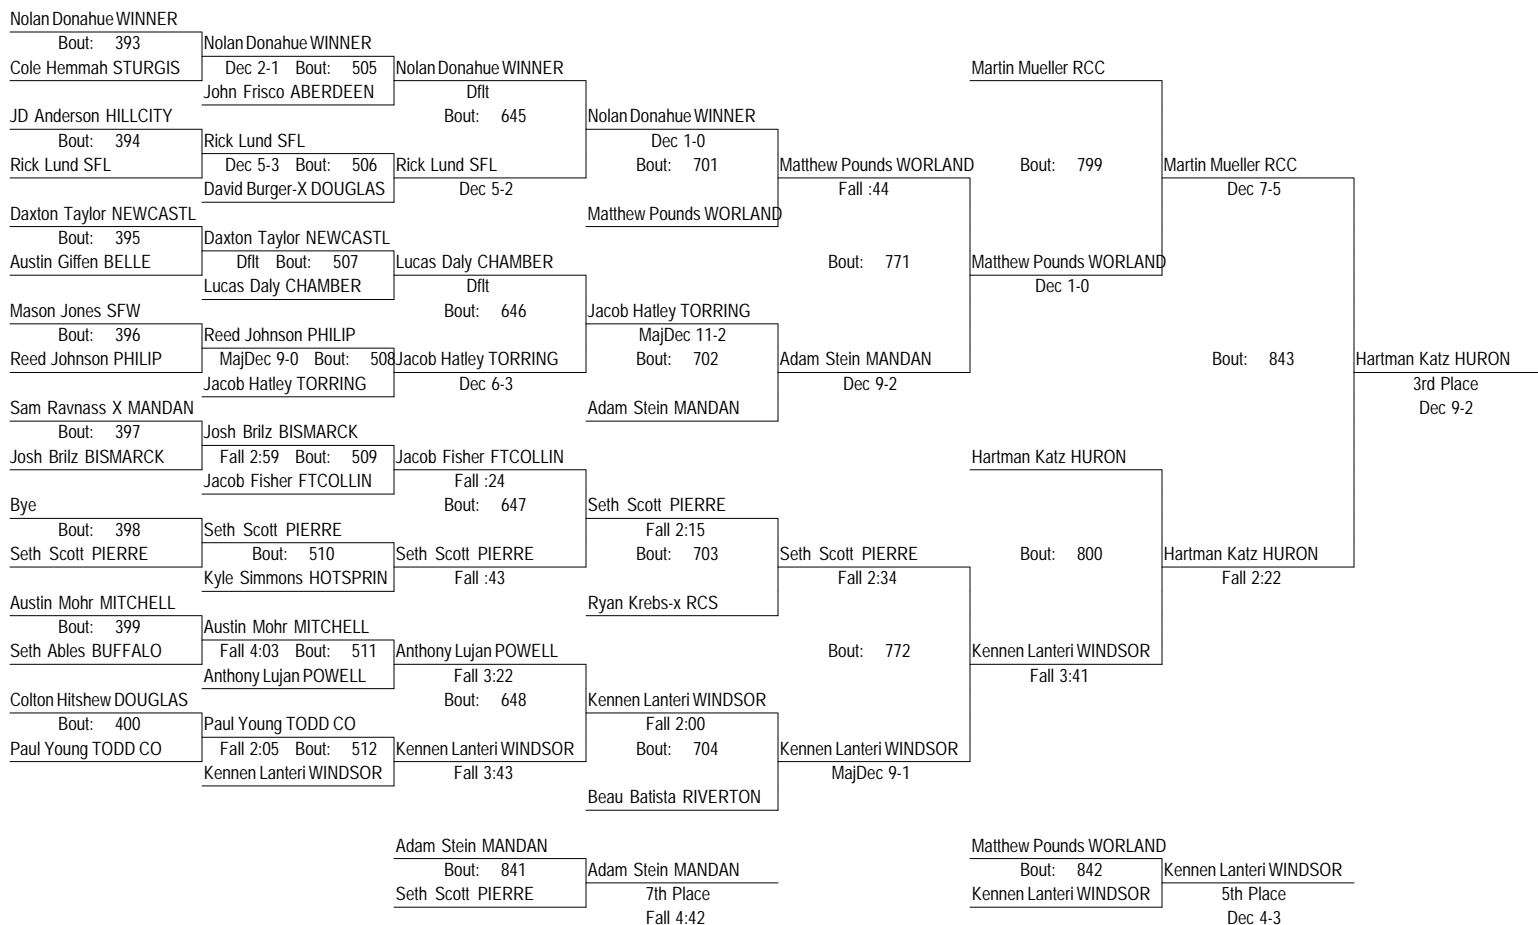 Nolan Donahue WINNER
Bout: 393 Nolan Donahue WINNER
Cole Hemmah STURGIS Dec 2-1 Bout: 505 Nolan Donahue WINNER Martin Mueller RCC
John Frisco ABERDEEN Dflt
JD Anderson HILLCITY Bout: 645 Nolan Donahue WINNER
Bout: 394 Rick Lund SFL Dec 1-0
Rick Lund SFL Dec 5-3 Bout: 506 Rick Lund SFL Bout: 701 Matthew Pounds WORLAND Bout: 799 Martin Mueller RCC
David Burger-X DOUGLAS Dec 5-2 Fall :44 Dec 7-5
Daxton Taylor NEWCASTL Matthew Pounds WORLAND
Bout: 395 Daxton Taylor NEWCASTL
Austin Giffen BELLE Dflt Bout: 507 Lucas Daly CHAMBER Bout: 771 Matthew Pounds WORLAND
Lucas Daly CHAMBER Dflt Dec 1-0
Mason Jones SFW Bout: 646 Jacob Hatley TORRING
Bout: 396 Reed Johnson PHILIP MajDec 11-2
Reed Johnson PHILIP MajDec 9-0 Bout: 508 Jacob Hatley TORRING Bout: 702 Adam Stein MANDAN Bout: 843 Hartman Katz HURON
Jacob Hatley TORRING Dec 6-3 Dec 9-2 3rd Place
Sam Ravnass X MANDAN Adam Stein MANDAN Dec 9-2
Bout: 397 Josh Brilz BISMARCK
Josh Brilz BISMARCK Fall 2:59 Bout: 509 Jacob Fisher FTCOLLIN Hartman Katz HURON
Jacob Fisher FTCOLLIN Fall :24
Bye Bout: 647 Seth Scott PIERRE
Bout: 398 Seth Scott PIERRE Fall 2:15
Seth Scott PIERRE Bout: 510 Seth Scott PIERRE Bout: 703 Seth Scott PIERRE Bout: 800 Hartman Katz HURON
Kyle Simmons HOTSPRIN Fall :43 Fall 2:34 Fall 2:22
Austin Mohr MITCHELL Ryan Krebs-x RCS
Bout: 399 Austin Mohr MITCHELL
Seth Ables BUFFALO Fall 4:03 Bout: 511 Anthony Lujan POWELL Bout: 772 Kennen Lanteri WINDSOR
Anthony Lujan POWELL Fall 3:22 Fall 3:41
Colton Hitshew DOUGLAS Bout: 648 Kennen Lanteri WINDSOR
Bout: 400 Paul Young TODD CO Fall 2:00
Paul Young TODD CO Fall 2:05 Bout: 512 Kennen Lanteri WINDSOR Bout: 704 Kennen Lanteri WINDSOR
Kennen Lanteri WINDSOR Fall 3:43 MajDec 9-1
Beau Batista RIVERTON
Adam Stein MANDAN Matthew Pounds WORLAND
Bout: 841 Adam Stein MANDAN Bout: 842 Kennen Lanteri WINDSOR
Seth Scott PIERRE 7th Place Kennen Lanteri WINDSOR 5th Place
Fall 4:42 Dec 4-3